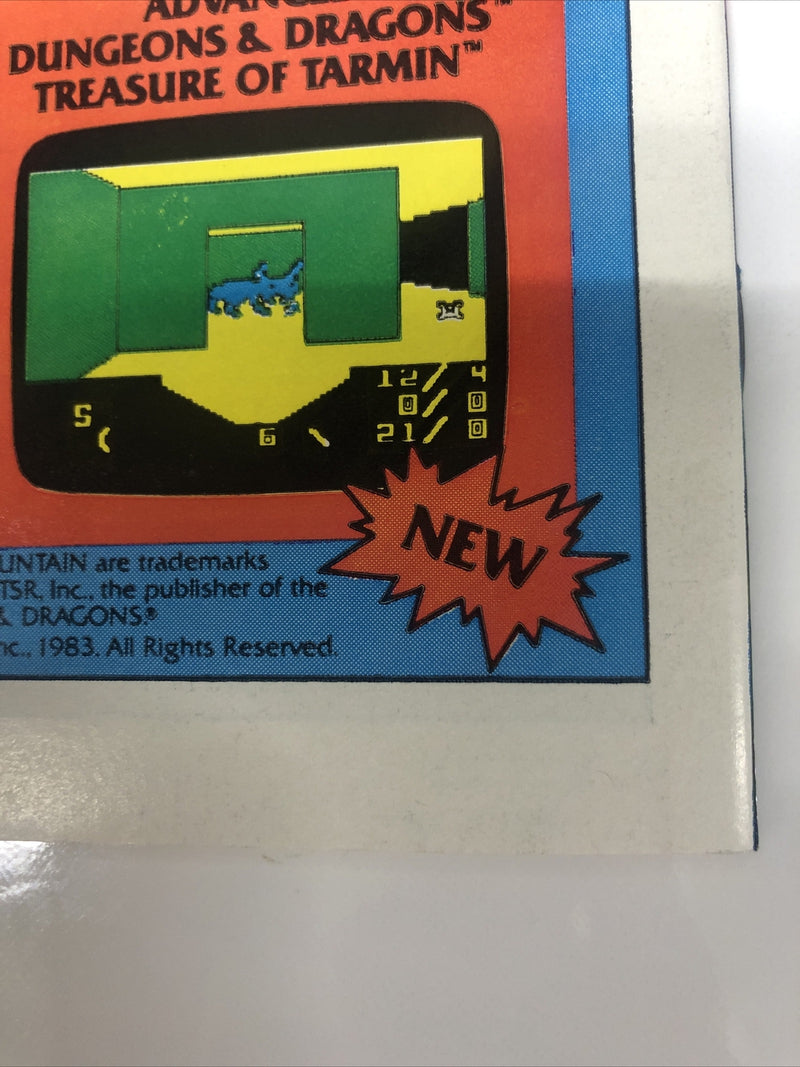 ADVANCED
DUNGEONS & DRAGONS™
TREASURE OF TARMIN™
12/ 4
0/ 0
5
6
21/ 0
NEW
UNTAIN are trademarks
TSR, Inc., the publisher of the
& DRAGONS.®
nc., 1983. All Rights Reserved.